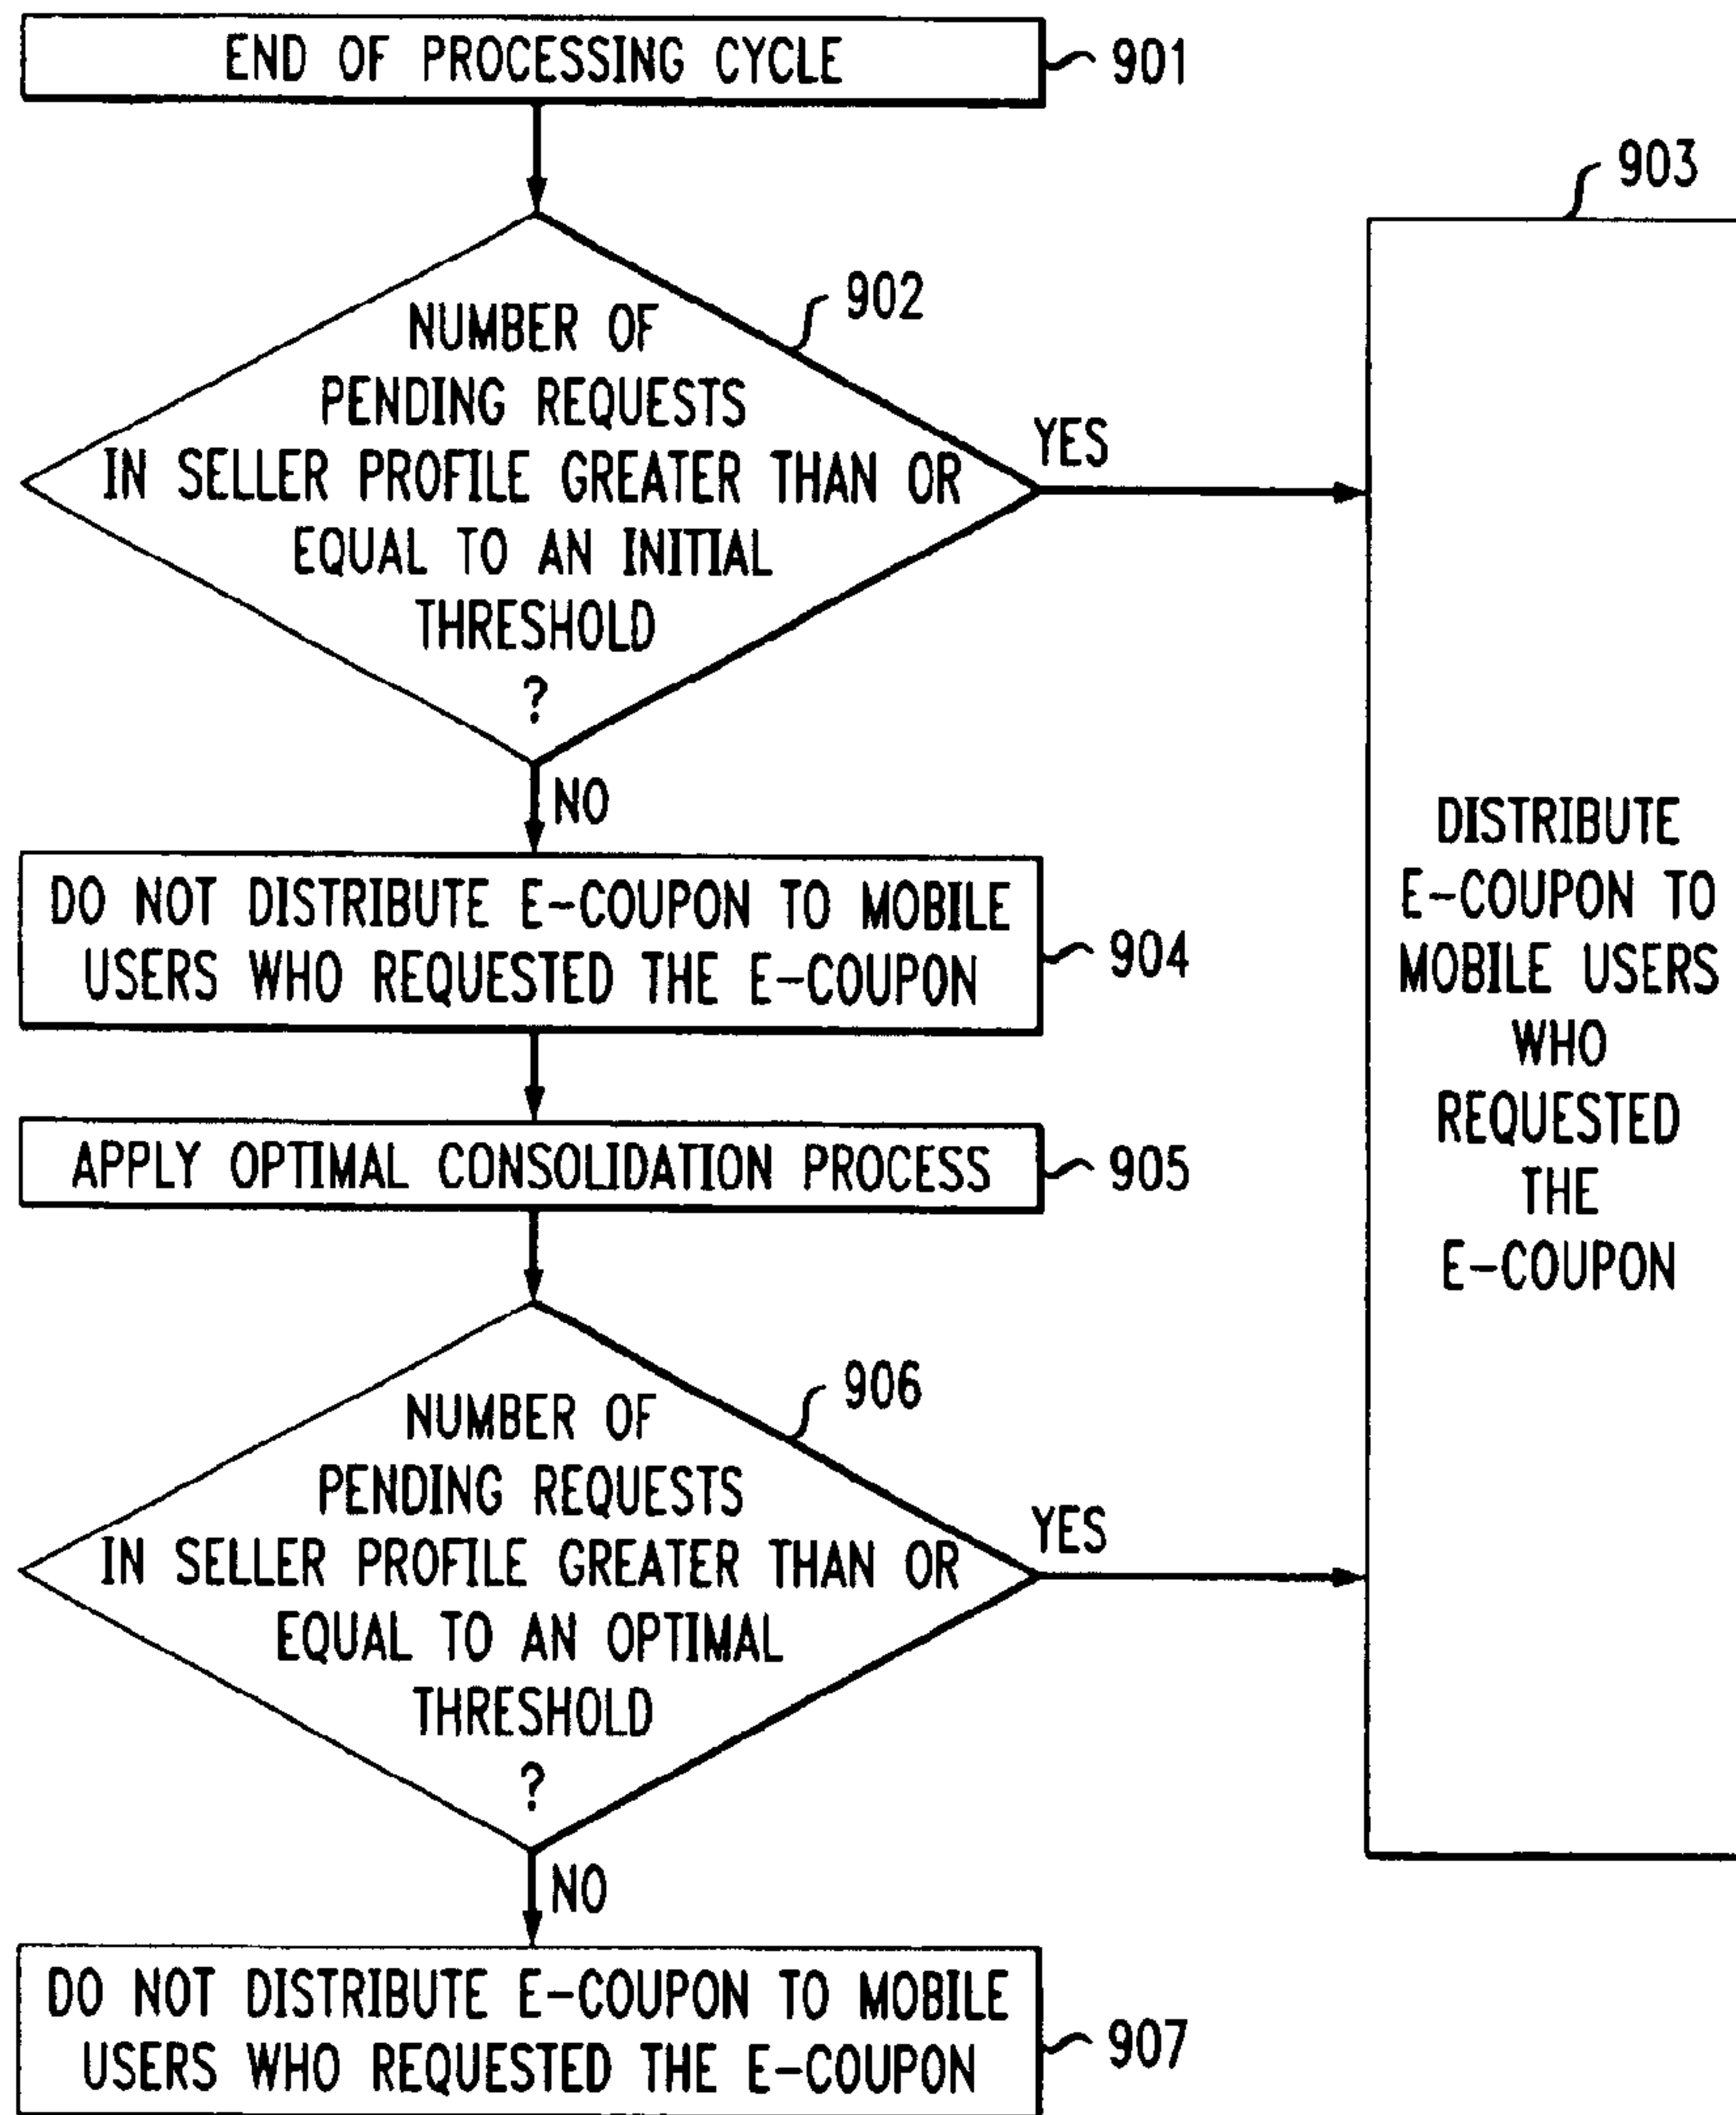 END OF PROCESSING CYCLE
901
903
902
NUMBER OF
PENDING REQUESTS
IN SELLER PROFILE GREATER THAN OR
EQUAL TO AN INITIAL
THRESHOLD
?
YES
NO
DO NOT DISTRIBUTE E-COUPON TO MOBILE
USERS WHO REQUESTED THE E-COUPON
904
DISTRIBUTE
E-COUPON TO
MOBILE USERS
WHO
REQUESTED
THE
E-COUPON
APPLY OPTIMAL CONSOLIDATION PROCESS
905
906
NUMBER OF
PENDING REQUESTS
IN SELLER PROFILE GREATER THAN OR
EQUAL TO AN OPTIMAL
THRESHOLD
?
YES
NO
DO NOT DISTRIBUTE E-COUPON TO MOBILE
USERS WHO REQUESTED THE E-COUPON
907